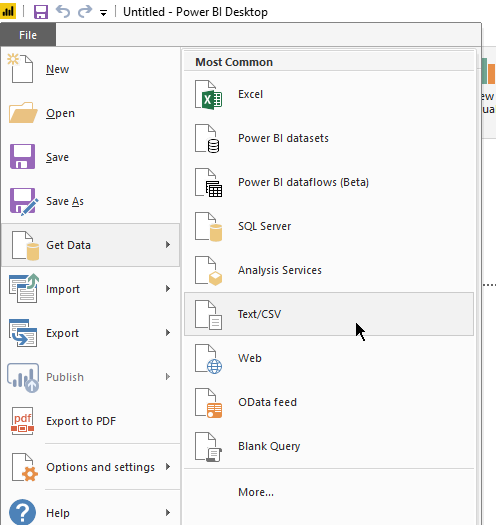 Untitled - Power BI Desktop
File
New
Open
Save
Save As
Get Data
Import
Export
Publish
pdf
Export to PDF
Options and settings
Help
Most Common
Excel
Power BI datasets
Power BI dataflows (Beta)
SQL Server
Analysis Services
Text/CSV
Web
OData feed
Blank Query
More...